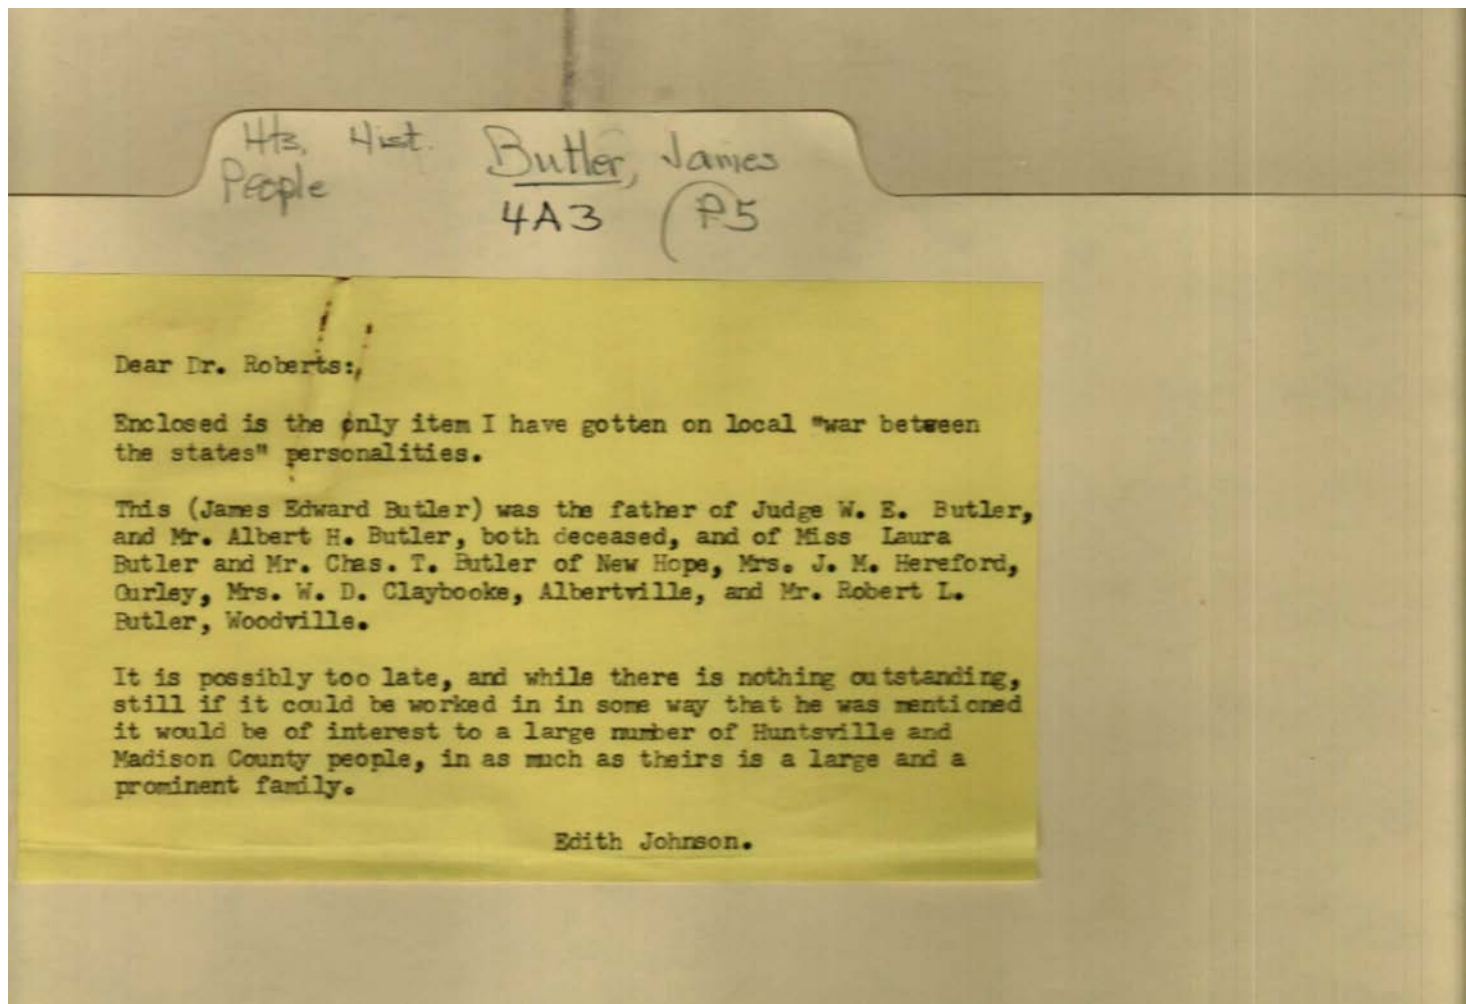 Hts. Hist. Butler, James
People
4A3 (P5
Dear Dr. Roberts:,
Enclosed is the only item I have gotten on local "war between
the states" personalities.
This (James Edward Butler) was the father of Judge W. E. Butler,
and Mr. Albert H. Butler, both deceased, and of Miss Laura
Butler and Mr. Chas. T. Butler of New Hope, Mrs. J. M. Hereford,
Gurley, Mrs. W. D. Claybooke, Albertville, and Mr. Robert L.
Butler, Woodville.
It is possibly too late, and while there is nothing outstanding,
still if it could be worked in in some way that he was mentioned
it would be of interest to a large number of Huntsville and
Madison County people, in as much as theirs is a large and a
prominent family.
Edith Johnson.